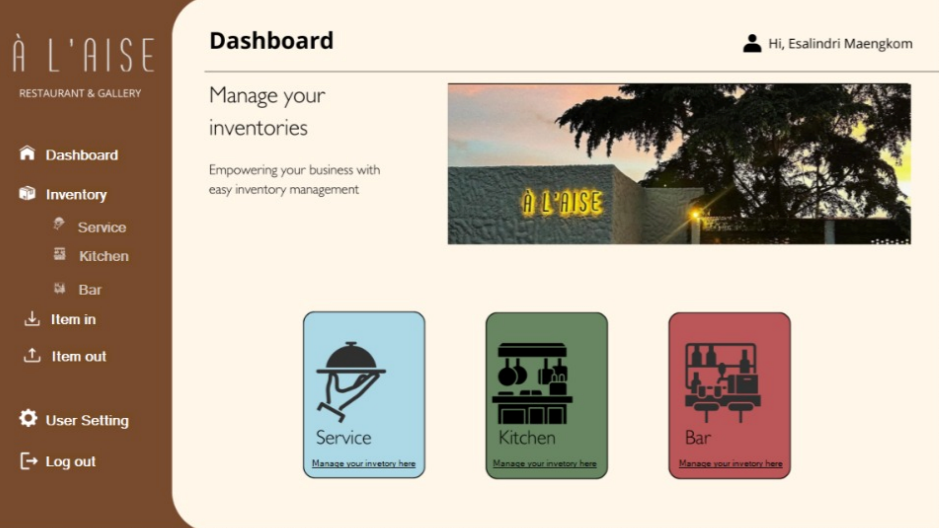 À L'AISE
RESTAURANT & GALLERY
Dashboard
Inventory
Service
Kitchen
Bar
Item in
Item out
User Setting
Log out
Dashboard
Hi, Esalindri Maengkom
Manage your
inventories
Empowering your business with
easy inventory management
À L'AISE
Service
Manage your invetory here
Kitchen
Manage your invetory here
Bar
Manage your invetory here